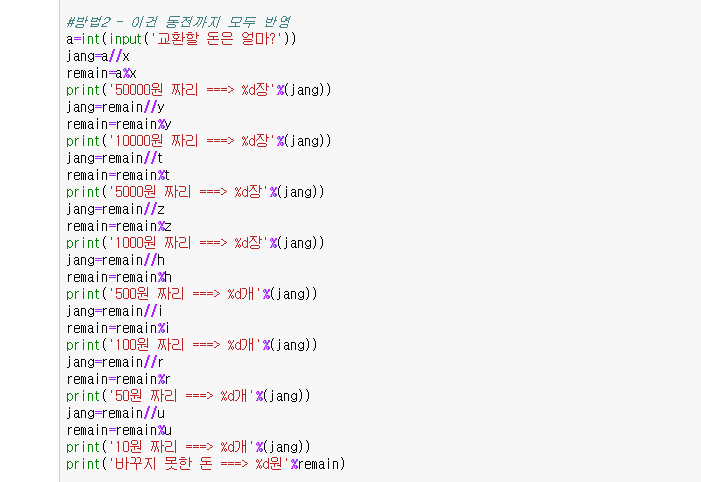 #방법2 - 이건 동전까지 모두 반영
a=int(input('교환할 돈은 얼마?'))
jang=a//x
remain=a%x
print('50000원 짜리 ===> %d장'%(jang))
jang=remain//y
remain=remain%y
print('10000원 짜리 ===> %d장'%(jang))
jang=remain//t
remain=remain%t
print('5000원 짜리 ===> %d장'%(jang))
jang=remain//z
remain=remain%z
print('1000원 짜리 ===> %d장'%(jang))
jang=remain//h
remain=remain%h
print('500원 짜리 ===> %d개'%(jang))
jang=remain//i
remain=remain%i
print('100원 짜리 ===> %d개'%(jang))
jang=remain//r
remain=remain%r
print('50원 짜리 ===> %d개'%(jang))
jang=remain//u
remain=remain%u
print('10원 짜리 ===> %d개'%(jang))
print('바꾸지 못한 돈 ===> %d원'%remain)